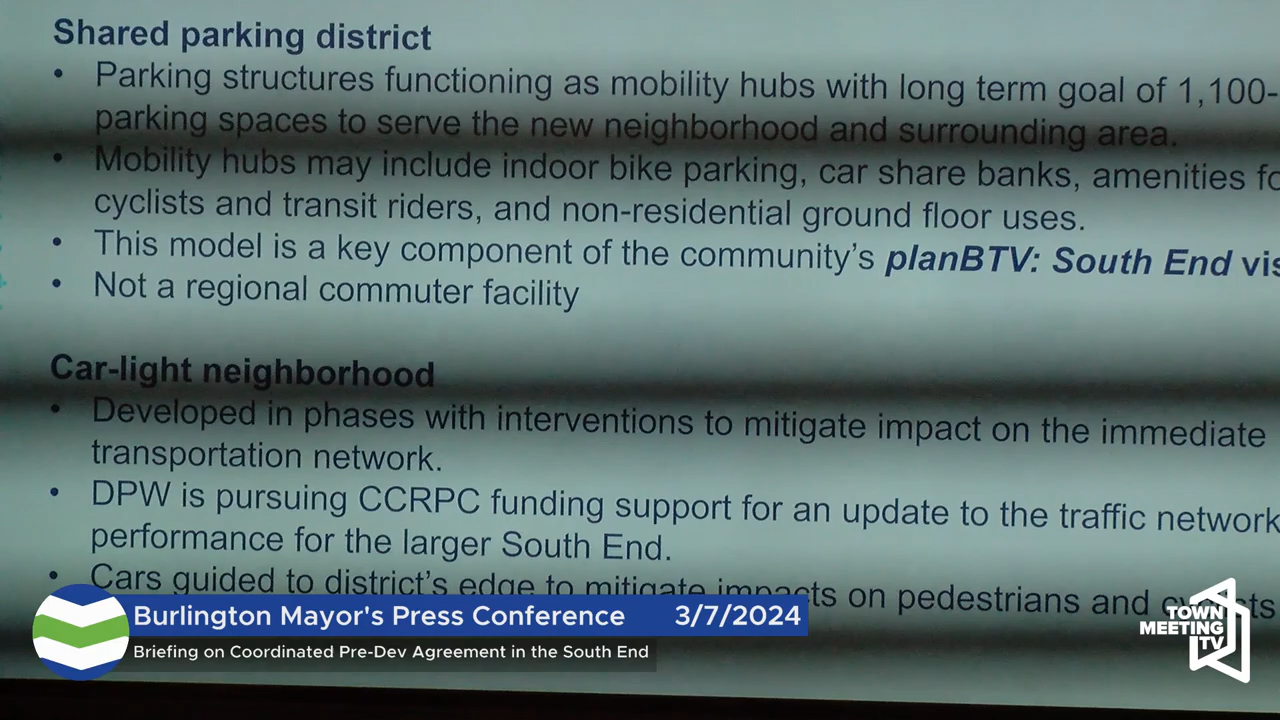 Shared parking district
• Parking structures functioning as mobility hubs with long term goal of 1,100-
parking spaces to serve the new neighborhood and surrounding area.
• Mobility hubs may include indoor bike parking, car share banks, amenities fo
cyclists and transit riders, and non-residential ground floor uses.
• This model is a key component of the community's planBTV: South End vis
• Not a regional commuter facility
Car-light neighborhood
• Developed in phases with interventions to mitigate impact on the immediate
transportation network.
• DPW is pursuing CCRPC funding support for an update to the traffic network
performance for the larger South End.
• Cars guided to district's edge to mitigate impacts on pedestrians and
Burlington Mayor's Press Conference 3/7/2024
Briefing on Coordinated Pre-Dev Agreement in the South End
TOWN
MEETING
TV